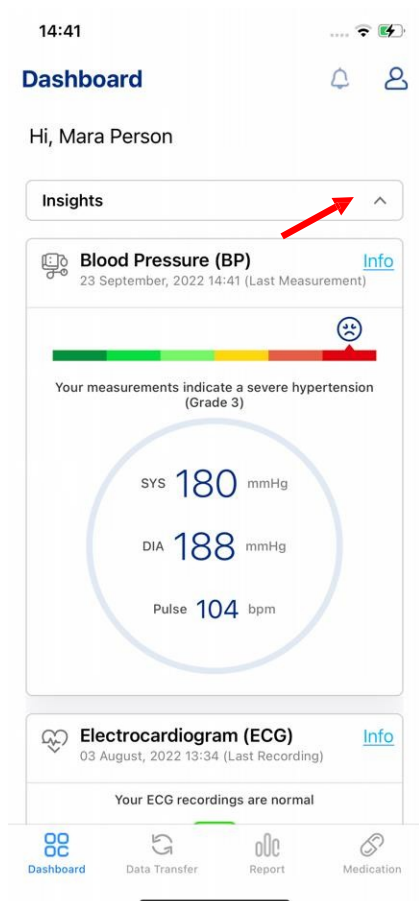 14:41
Dashboard
Hi, Mara Person
Insights
Blood Pressure (BP)
Info
23 September, 2022 14:41 (Last Measurement)
Your measurements indicate a severe hypertension
(Grade 3)
SYS 180 mmHg
DIA 188 mmHg
Pulse 104 bpm
Electrocardiogram (ECG)
Info
03 August, 2022 13:34 (Last Recording)
Your ECG recordings are normal
Dashboard Data Transfer Report Medication